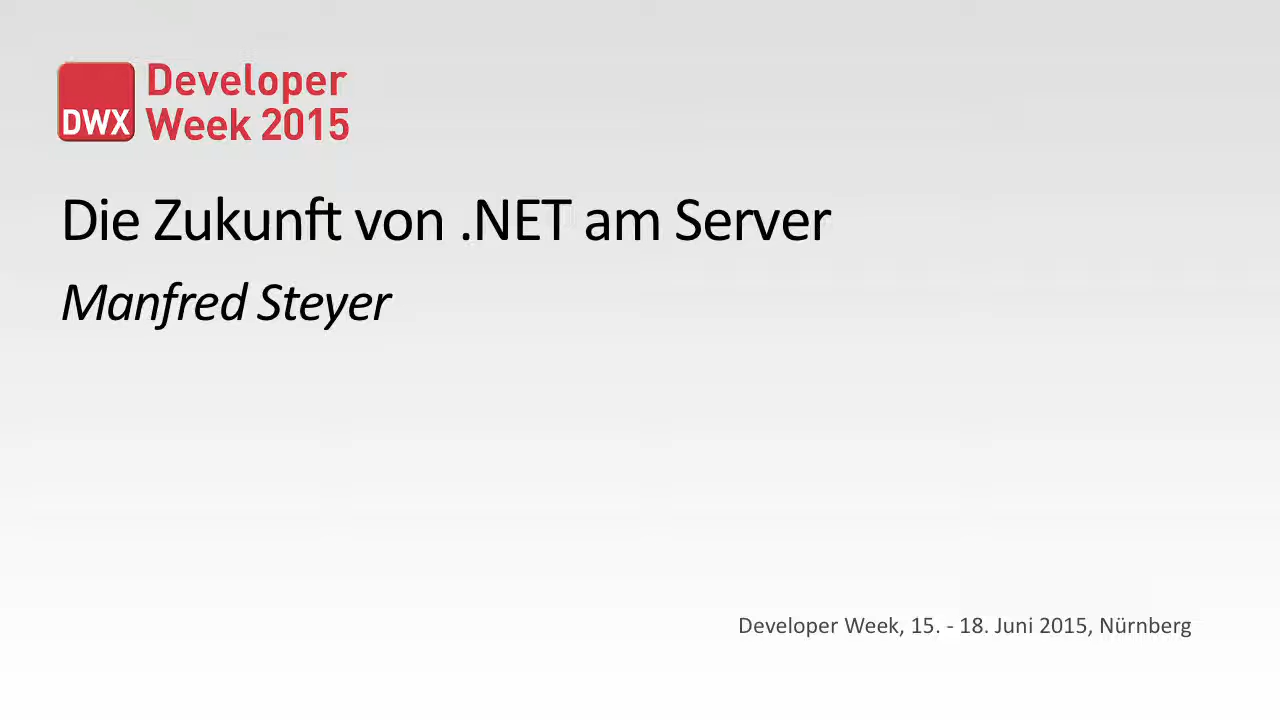 DWX
Developer
Week 2015
Die Zukunft von .NET am Server
Manfred Steyer
Developer Week, 15. - 18. Juni 2015, Nürnberg